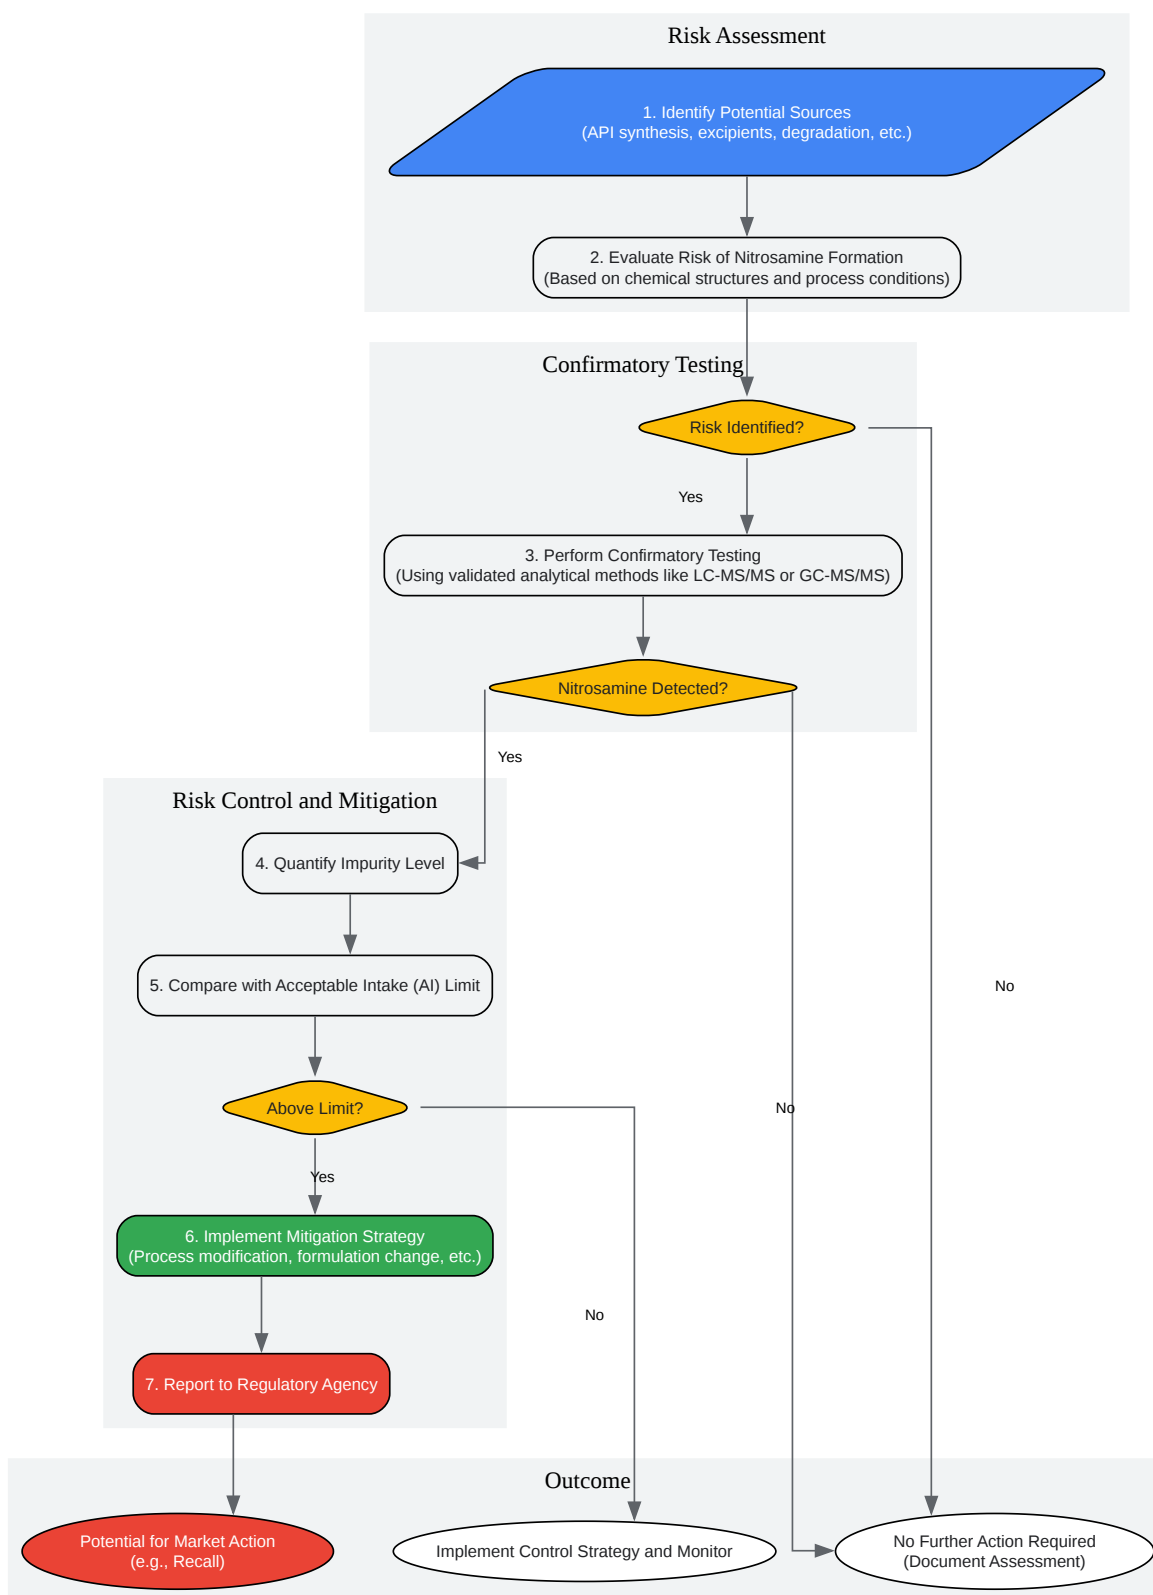 Risk Assessment
1. Identify Potential Sources
(API synthesis, excipients, degradation, etc.)
2. Evaluate Risk of Nitrosamine Formation
(Based on chemical structures and process conditions)
Confirmatory Testing
Risk Identified?
Yes
3. Perform Confirmatory Testing
(Using validated analytical methods like LC-MS/MS or GC-MS/MS)
Nitrosamine Detected?
Yes
Risk Control and Mitigation
4. Quantify Impurity Level
5. Compare with Acceptable Intake (AI) Limit
No
Above Limit?
No
Yes
6. Implement Mitigation Strategy
(Process modification, formulation change, etc.)
No
7. Report to Regulatory Agency
Outcome
Potential for Market Action
(e.g., Recall)
Implement Control Strategy and Monitor
No Further Action Required
(Document Assessment)